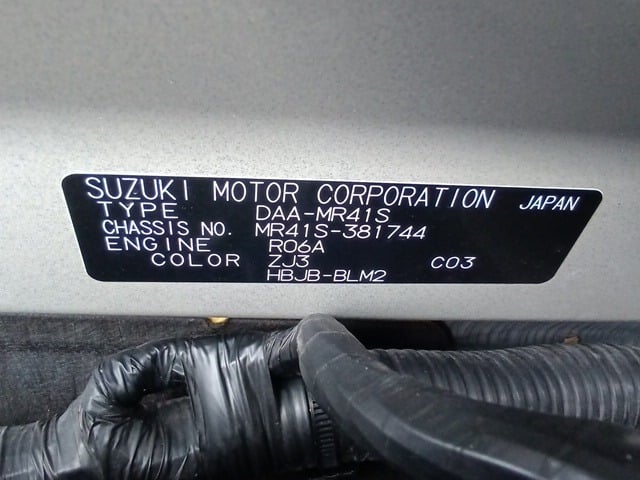 SUZUKI MOTOR CORPORATION JAPAN
TYPE DAA-MR41S
CHASSIS NO. MR41S-381744
ENGINE R06A
COLOR ZJ3 C03
HBJB-BLM2